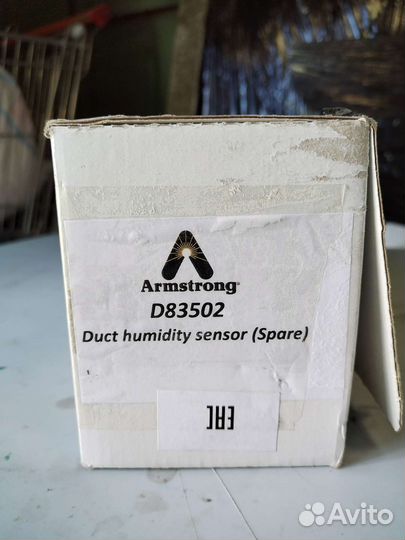 Armstrong®
D83502
Duct humidity sensor (Spare)
EAC
Avito